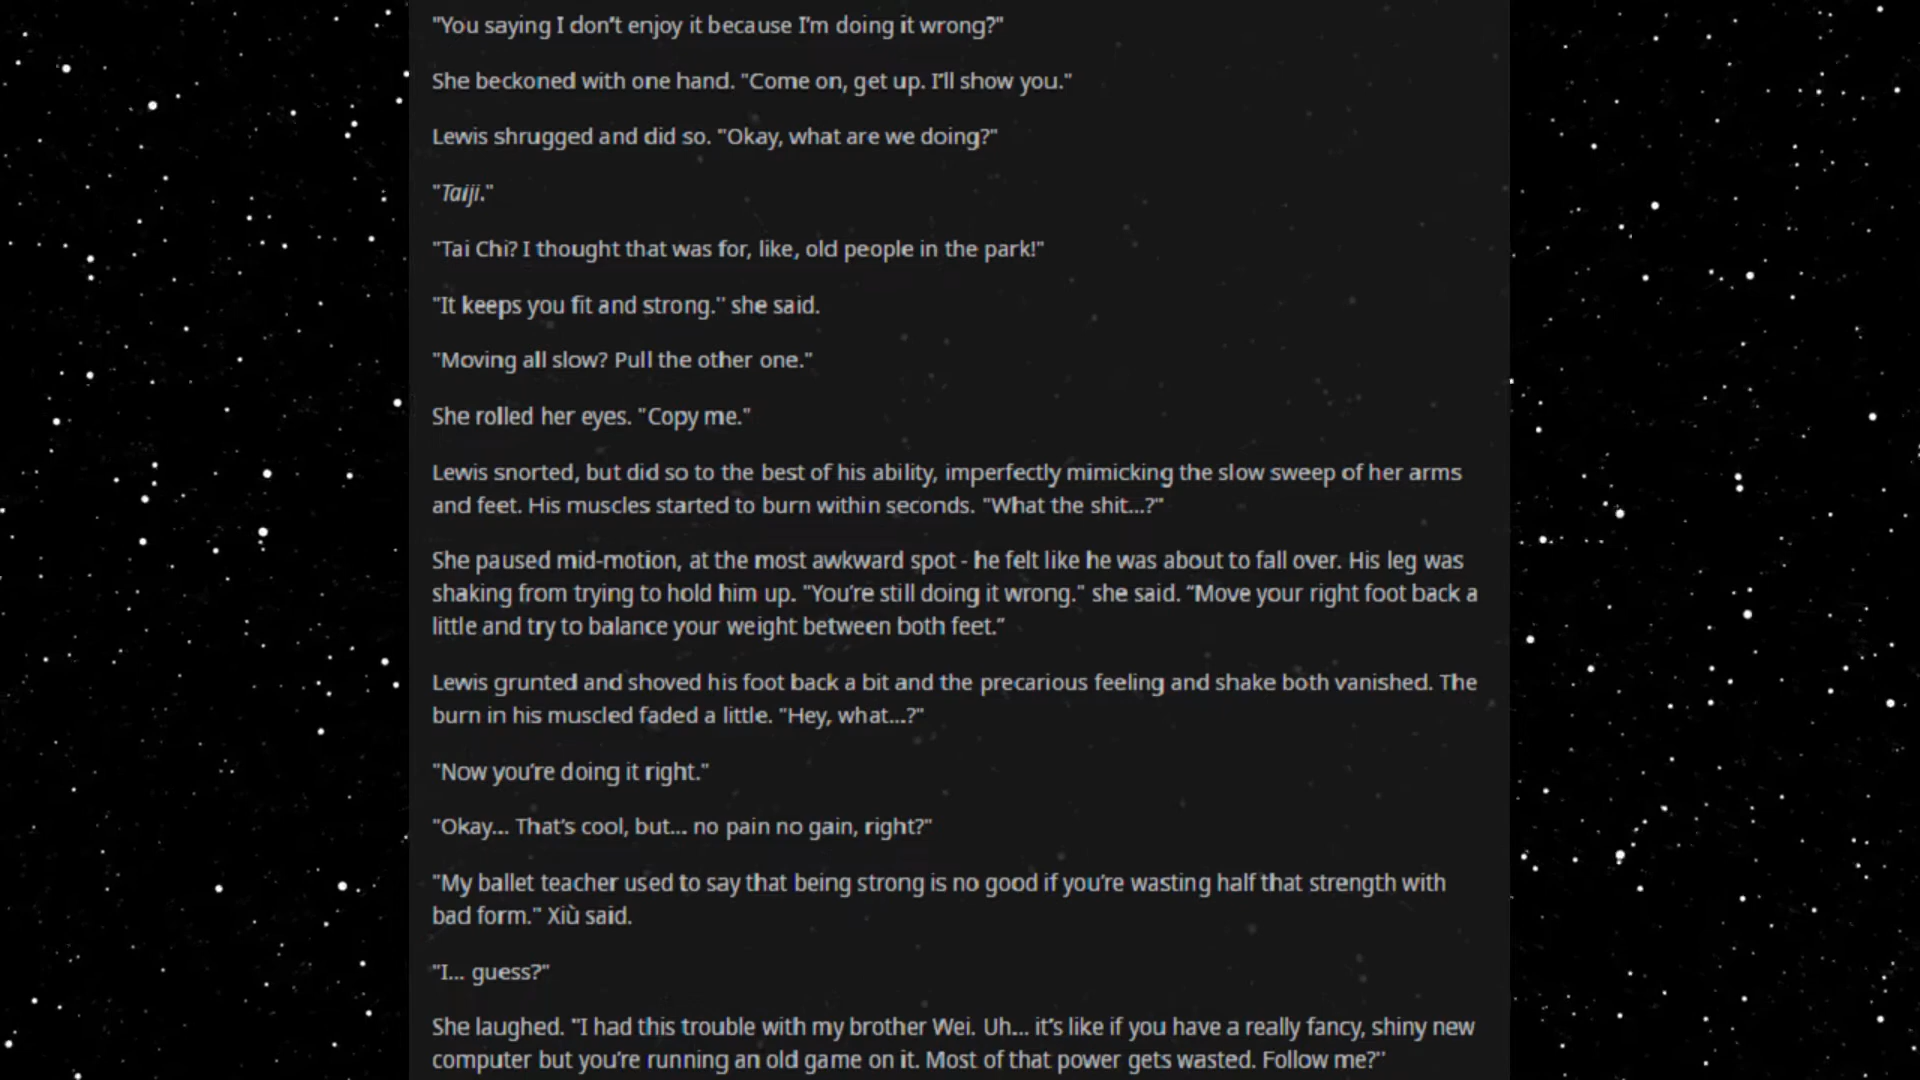 "You saying I don't enjoy it because I'm doing it wrong?"
She beckoned with one hand. "Come on, get up. I'll show you."
Lewis shrugged and did so. "Okay, what are we doing?"
"Taiji."
"Tai Chi? I thought that was for, like, old people in the park!"
"It keeps you fit and strong." she said.
"Moving all slow? Pull the other one."
She rolled her eyes. "Copy me."
Lewis snorted, but did so to the best of his ability, imperfectly mimicking the slow sweep of her arms
and feet. His muscles started to burn within seconds. "What the shit...?"
She paused mid-motion, at the most awkward spot - he felt like he was about to fall over. His leg was
shaking from trying to hold him up. "You're still doing it wrong." she said. “Move your right foot back a
little and try to balance your weight between both feet.”
Lewis grunted and shoved his foot back a bit and the precarious feeling and shake both vanished. The
burn in his muscled faded a little. "Hey, what...?"
"Now you're doing it right."
"Okay... That's cool, but... no pain no gain, right?"
"My ballet teacher used to say that being strong is no good if you're wasting half that strength with
bad form." Xiù said.
"I... guess?"
She laughed. "I had this trouble with my brother Wei. Uh... it's like if you have a really fancy, shiny new
computer but you're running an old game on it. Most of that power gets wasted. Follow me?"